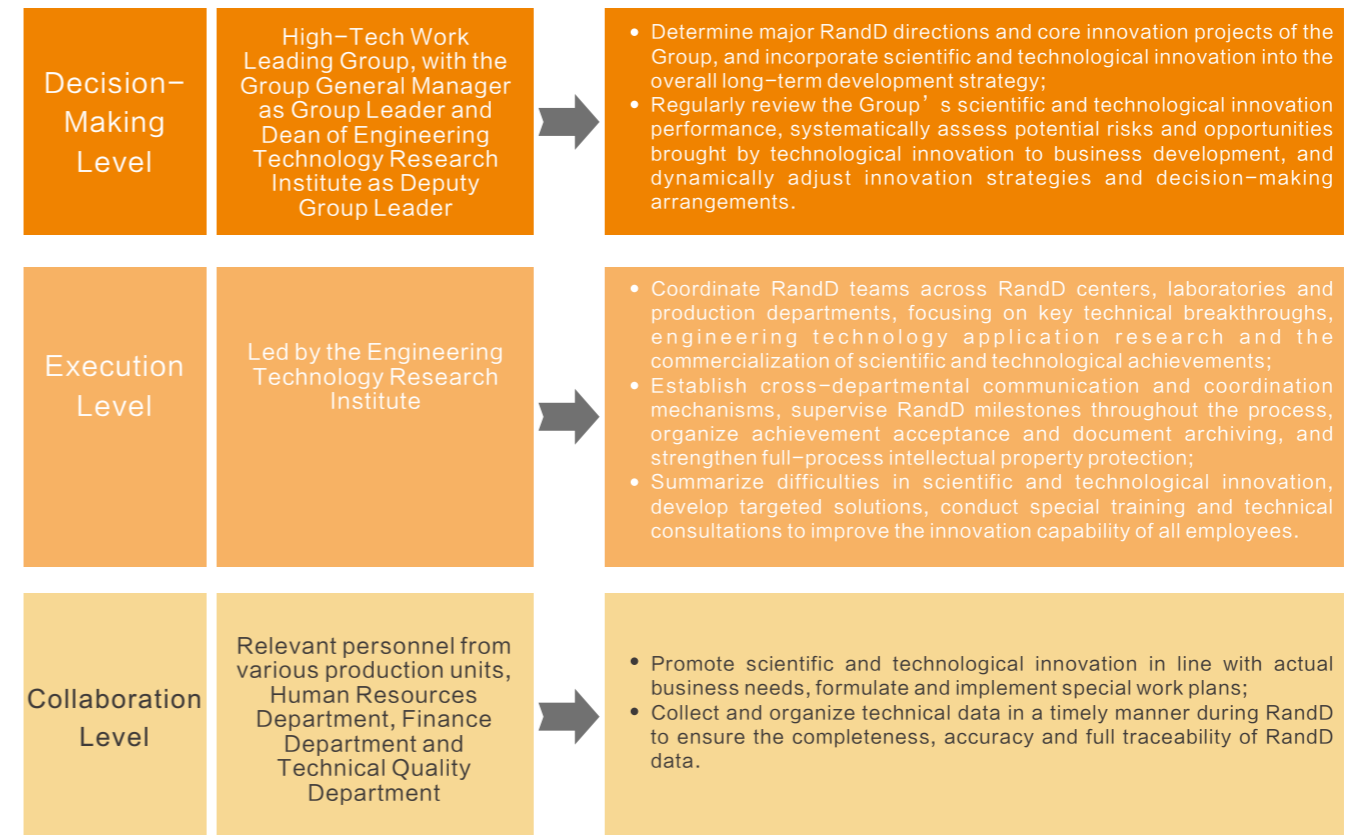 Decision-
Making
Level
High-Tech Work
Leading Group, with the
Group General Manager
as Group Leader and
Dean of Engineering
Technology Research
Institute as Deputy
Group Leader
• Determine major RandD directions and core innovation projects of the
Group, and incorporate scientific and technological innovation into the
overall long-term development strategy;
• Regularly review the Group's scientific and technological innovation
performance, systematically assess potential risks and opportunities
brought by technological innovation to business development, and
dynamically adjust innovation strategies and decision-making
arrangements.
Execution
Level
Led by the Engineering
Technology Research
Institute
• Coordinate RandD teams across RandD centers, laboratories and
production departments, focusing on key technical breakthroughs,
engineering technology application research and the
commercialization of scientific and technological achievements;
• Establish cross-departmental communication and coordination
mechanisms, supervise RandD milestones throughout the process,
organize achievement acceptance and document archiving, and
strengthen full-process intellectual property protection;
• Summarize difficulties in scientific and technological innovation,
develop targeted solutions, conduct special training and technical
consultations to improve the innovation capability of all employees.
Collaboration
Level
Relevant personnel from
various production units,
Human Resources
Department, Finance
Department and
Technical Quality
Department
• Promote scientific and technological innovation in line with actual
business needs, formulate and implement special work plans;
• Collect and organize technical data in a timely manner during RandD
to ensure the completeness, accuracy and full traceability of RandD
data.